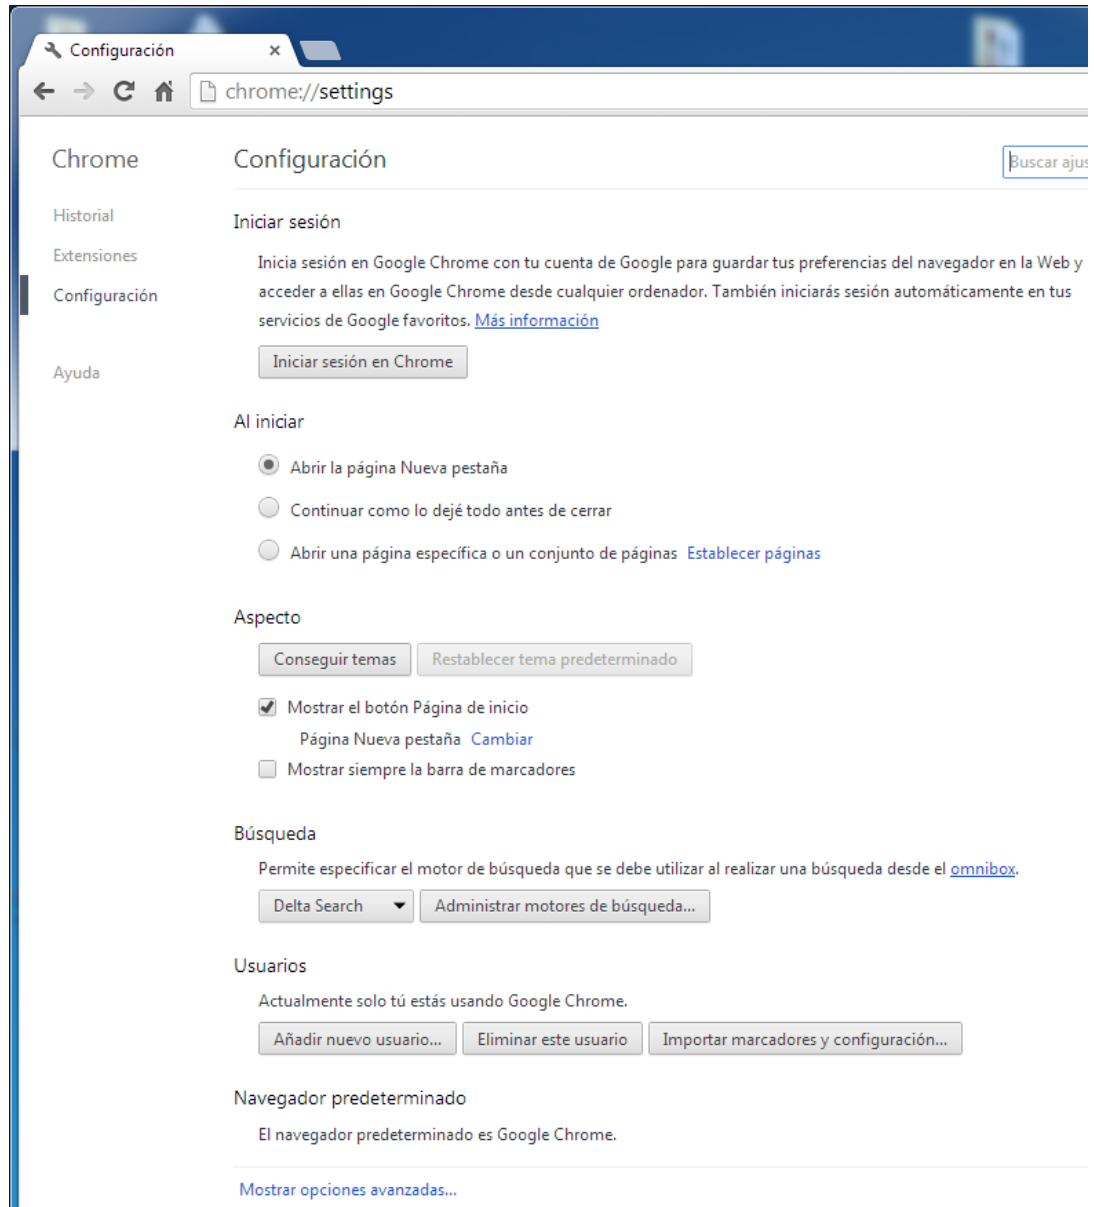 Configuración
chrome://settings
Chrome
Configuración
Buscar ajus
Historial
Extensiones
Configuración
Ayuda
Iniciar sesión
Inicia sesión en Google Chrome con tu cuenta de Google para guardar tus preferencias del navegador en la Web y
acceder a ellas en Google Chrome desde cualquier ordenador. También iniciarás sesión automáticamente en tus
servicios de Google favoritos. Más información
Iniciar sesión en Chrome
Al iniciar
Abrir la página Nueva pestaña
Continuar como lo dejé todo antes de cerrar
Abrir una página específica o un conjunto de páginas Establecer páginas
Aspecto
Conseguir temas Restablecer tema predeterminado
Mostrar el botón Página de inicio
Página Nueva pestaña Cambiar
Mostrar siempre la barra de marcadores
Búsqueda
Permite especificar el motor de búsqueda que se debe utilizar al realizar una búsqueda desde el omnibox.
Delta Search Administrar motores de búsqueda...
Usuarios
Actualmente solo tú estás usando Google Chrome.
Añadir nuevo usuario... Eliminar este usuario Importar marcadores y configuración...
Navegador predeterminado
El navegador predeterminado es Google Chrome.
Mostrar opciones avanzadas...